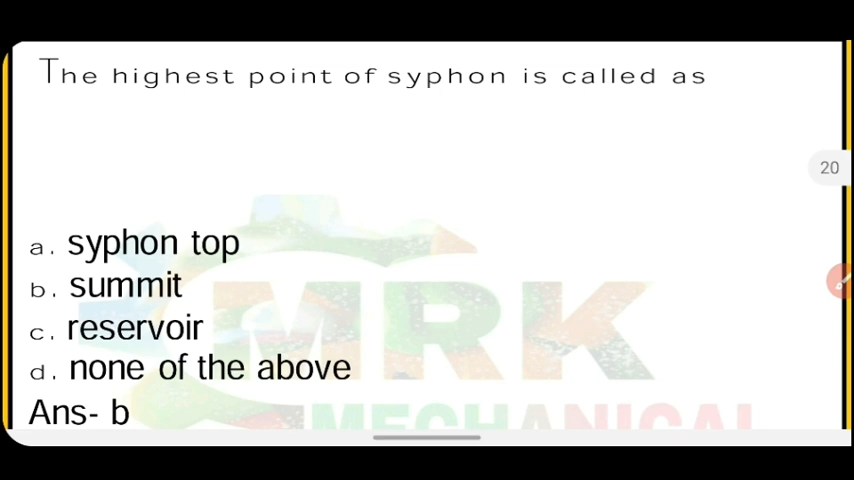 The highest point of syphon is called as
20
a. syphon top
b. summit
c. reservoir
d. none of the above
Ans- b
MRK
MECHANICAL